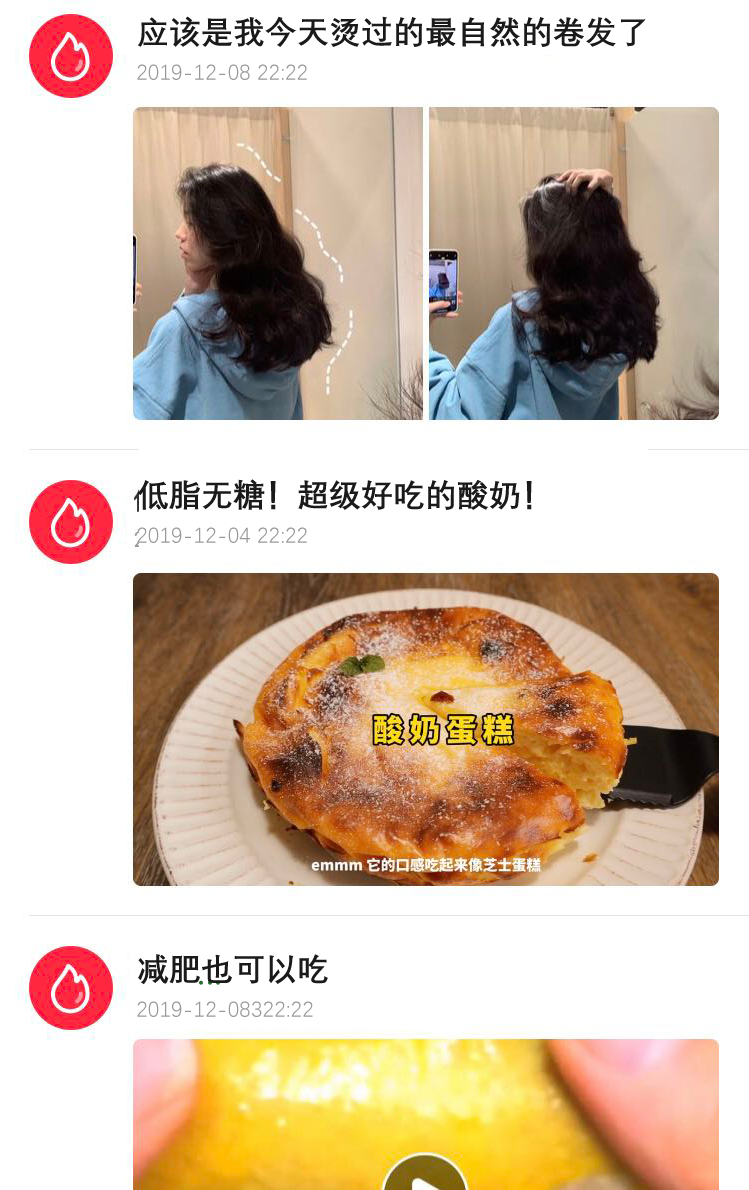 应该是我今天烫过的最自然的卷发了
2019-12-08 22:22
低脂无糖！超级好吃的酸奶！
2019-12-04 22:22
酸奶蛋糕
emmm 它的口感吃起来像芝士蛋糕
减肥也可以吃
2019-12-08322:22